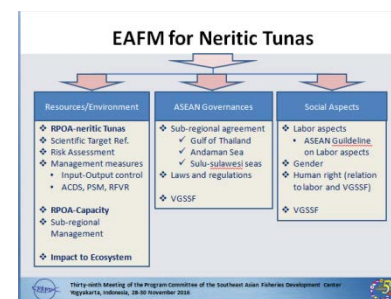 EAFM for Neritic Tunas
Resources/Environment
❖ RPOA-neritic Tunas
❖ Scientific Target Ref.
❖ Risk Assessment
❖ Management measures
• Input-Output control
• ACDS, PSM, RFVR
❖ RPOA-Capacity
❖ Sub-regional
Management
❖ Impact to Ecosystem
ASEAN Governances
❖ Sub-regional agreement
✓ Gulf of Thailand
✓ Andaman Sea
✓ Sulu-sulawesi seas
❖ Laws and regulations
❖ VGSSF
Social Aspects
❖ Labor aspects
• ASEAN Guildeline
on Labor aspects
❖ Gender
❖ Human right (relation
to labor and VGSSF)
❖ VGSSF
Thirty-ninth Meeting of the Program Committee of the Southeast Asian Fisheries Development Center
Yogyakarta, Indonesia, 28-30 November 2016